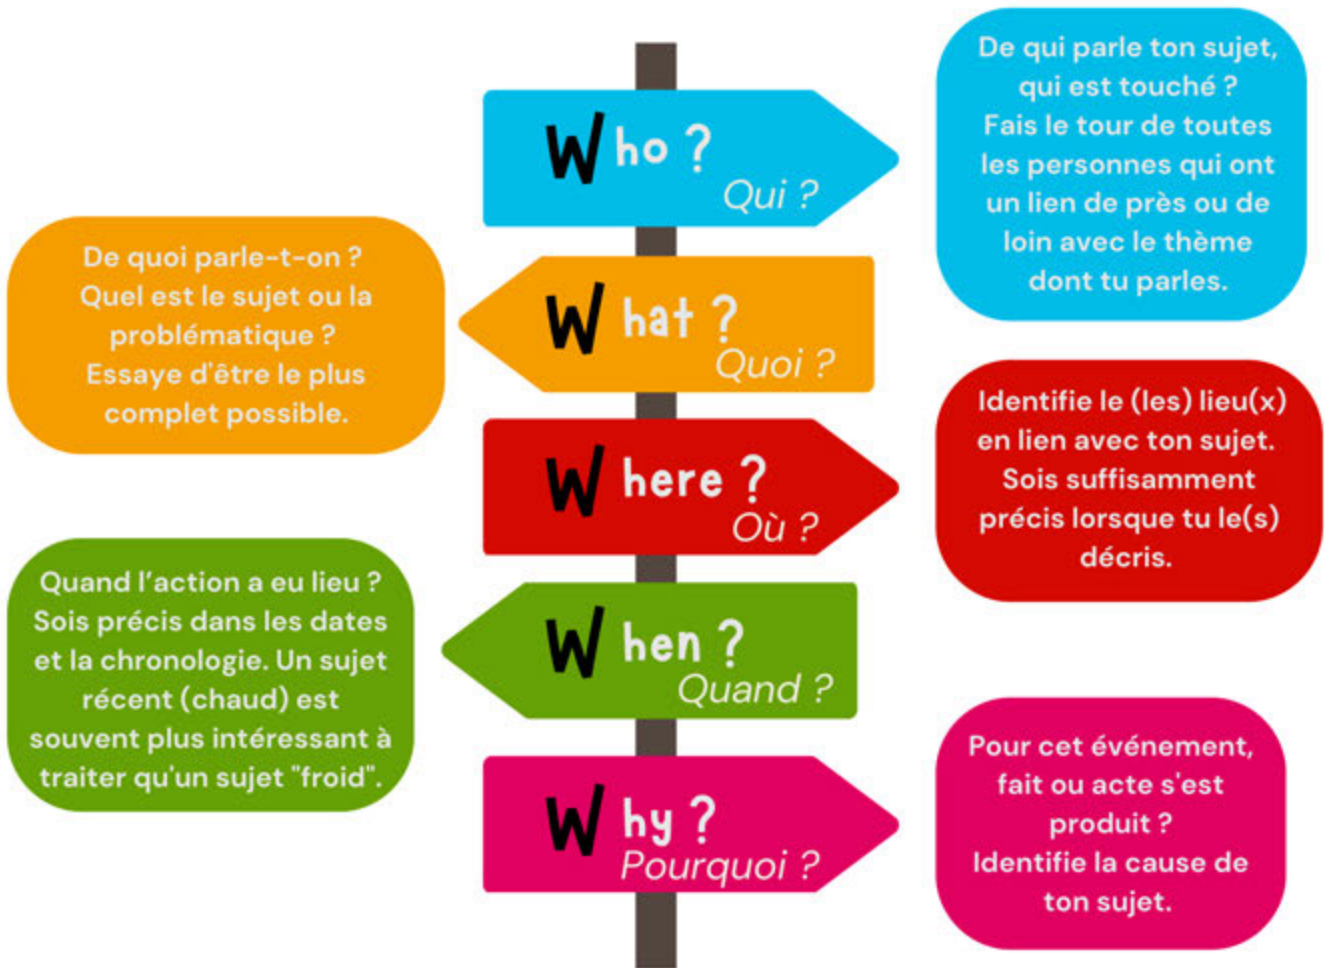 Who ?
Qui ?
De qui parle ton sujet,
qui est touché ?
Fais le tour de toutes
les personnes qui ont
un lien de près ou de
loin avec le thème
dont tu parles.
What ?
Quoi ?
De quoi parle-t-on ?
Quel est le sujet ou la
problématique ?
Essaye d'être le plus
complet possible.
Where ?
Où ?
Identifie le (les) lieu(x)
en lien avec ton sujet.
Sois suffisamment
précis lorsque tu le(s)
décris.
When ?
Quand ?
Quand l’action a eu lieu ?
Sois précis dans les dates
et la chronologie. Un sujet
récent (chaud) est
souvent plus intéressant à
traiter qu'un sujet "froid".
Why ?
Pourquoi ?
Pour cet événement,
fait ou acte s'est
produit ?
Identifie la cause de
ton sujet.